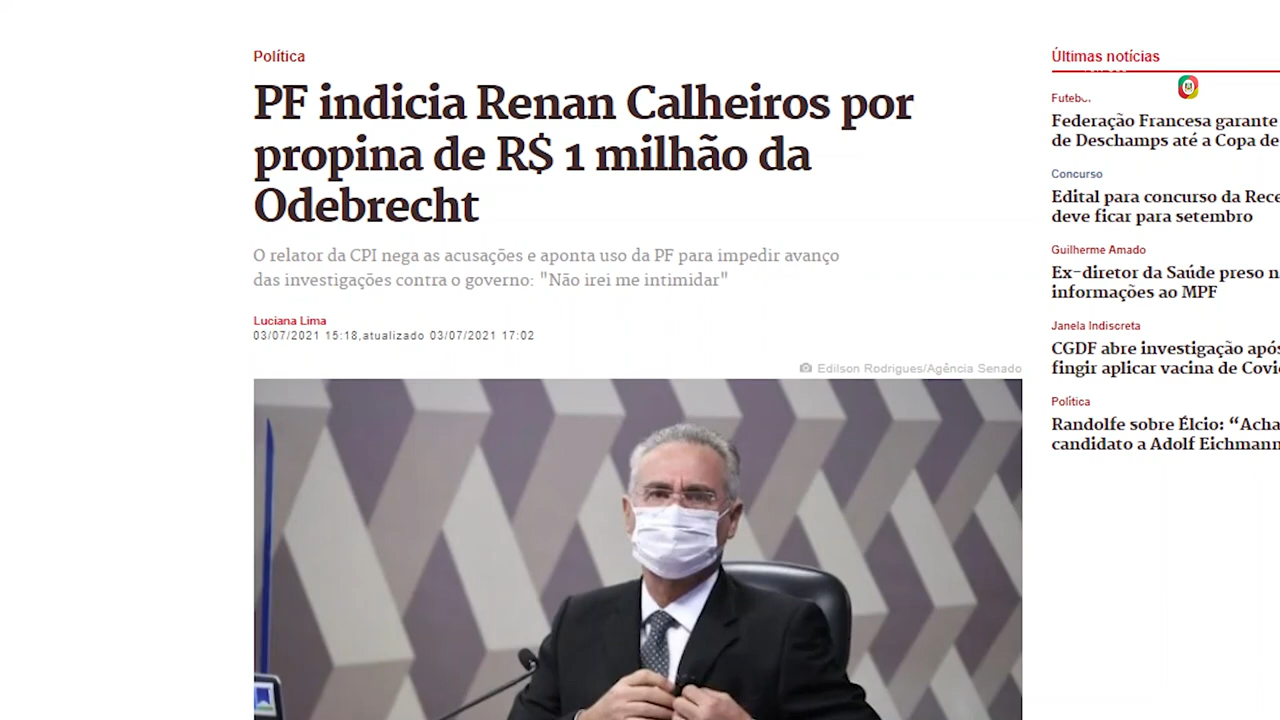 Política
PF indicia Renan Calheiros por
propina de R$ 1 milhão da
Odebrecht
O relator da CPI nega as acusações e aponta uso da PF para impedir avanço
das investigações contra o governo: "Não irei me intimidar"
Luciana Lima
03/07/2021 15:18,atualizado 03/07/2021 17:02
Edilson Rodrigues/Agência Senado
Últimas notícias
Federação Francesa garante
de Deschamps até a Copa de
Concurso
Edital para concurso da Rece
deve ficar para setembro
Guilherme Amado
Ex-diretor da Saúde preso n
informações ao MPF
Janela Indiscreta
CGDF abre investigação após
fingir aplicar vacina de Covi
Política
Randolfe sobre Élcio: “Acha
candidato a Adolf Eichmann